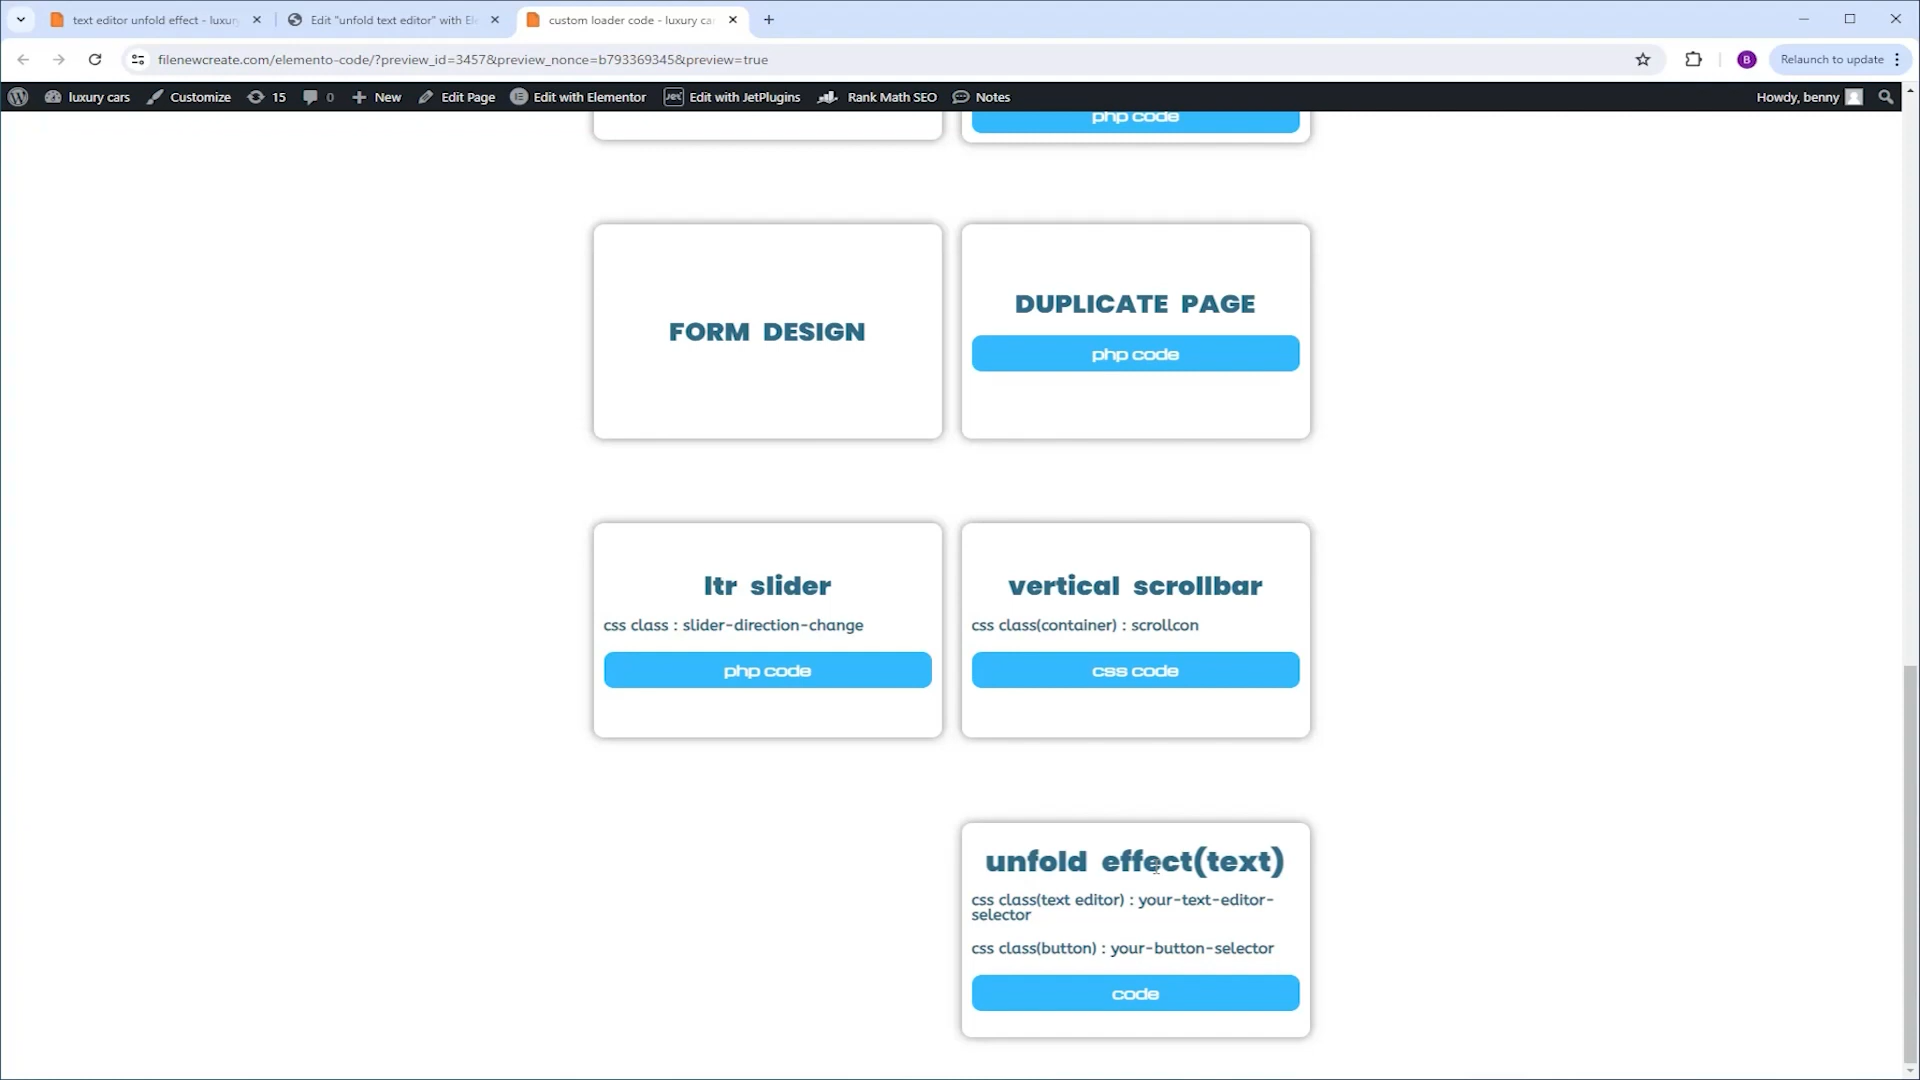 text editor unfold effect - luxury
Edit "unfold text editor" with El
custom loader code - luxury ca
filenewcreate.com/elemento-code/?preview_id=3457&preview_nonce=b793369345&preview=true
B
Relaunch to update
luxury cars
Customize
15
0
New
Edit Page
Edit with Elementor
Jet
Edit with JetPlugins
Rank Math SEO
Notes
Howdy, benny
php code
FORM DESIGN
DUPLICATE PAGE
php code
ltr slider
css class : slider-direction-change
php code
vertical scrollbar
css class(container) : scrollcon
css code
unfold effect(text)
css class(text editor) : your-text-editor-
selector
css class(button) : your-button-selector
code